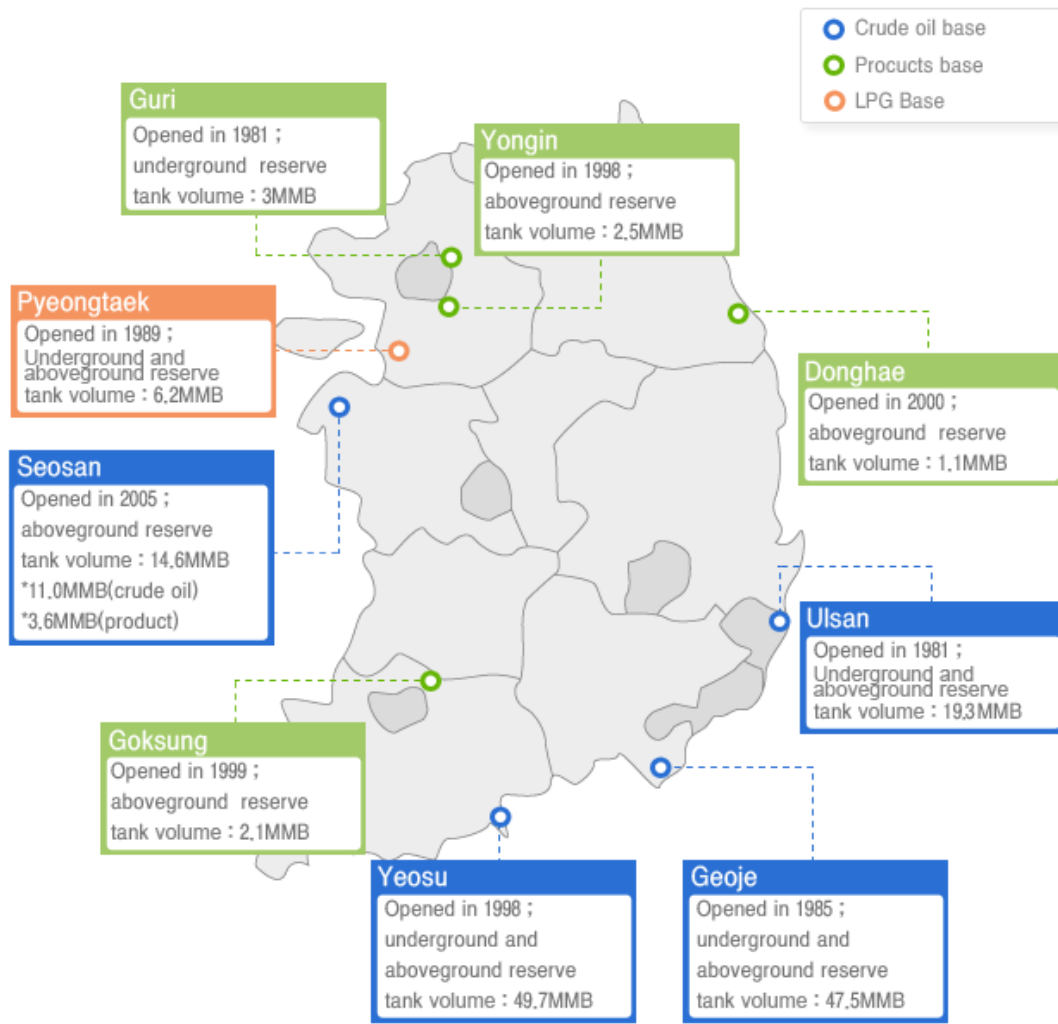 Crude oil base
Procucts base
LPG Base
Guri
Opened in 1981 ;
underground reserve
tank volume : 3MMB
Yongin
Opened in 1998 ;
aboveground reserve
tank volume : 2.5MMB
Pyeongtaek
Opened in 1989 ;
Underground and
aboveground reserve
tank volume : 6.2MMB
Donghae
Opened in 2000 ;
aboveground reserve
tank volume : 1.1MMB
Seosan
Opened in 2005 ;
aboveground reserve
tank volume : 14.6MMB
*11.0MMB(crude oil)
*3.6MMB(product)
Ulsan
Opened in 1981 ;
Underground and
aboveground reserve
tank volume : 19.3MMB
Goksung
Opened in 1999 ;
aboveground reserve
tank volume : 2.1MMB
Yeosu
Opened in 1998 ;
underground and
aboveground reserve
tank volume : 49.7MMB
Geoje
Opened in 1985 ;
underground and
aboveground reserve
tank volume : 47.5MMB